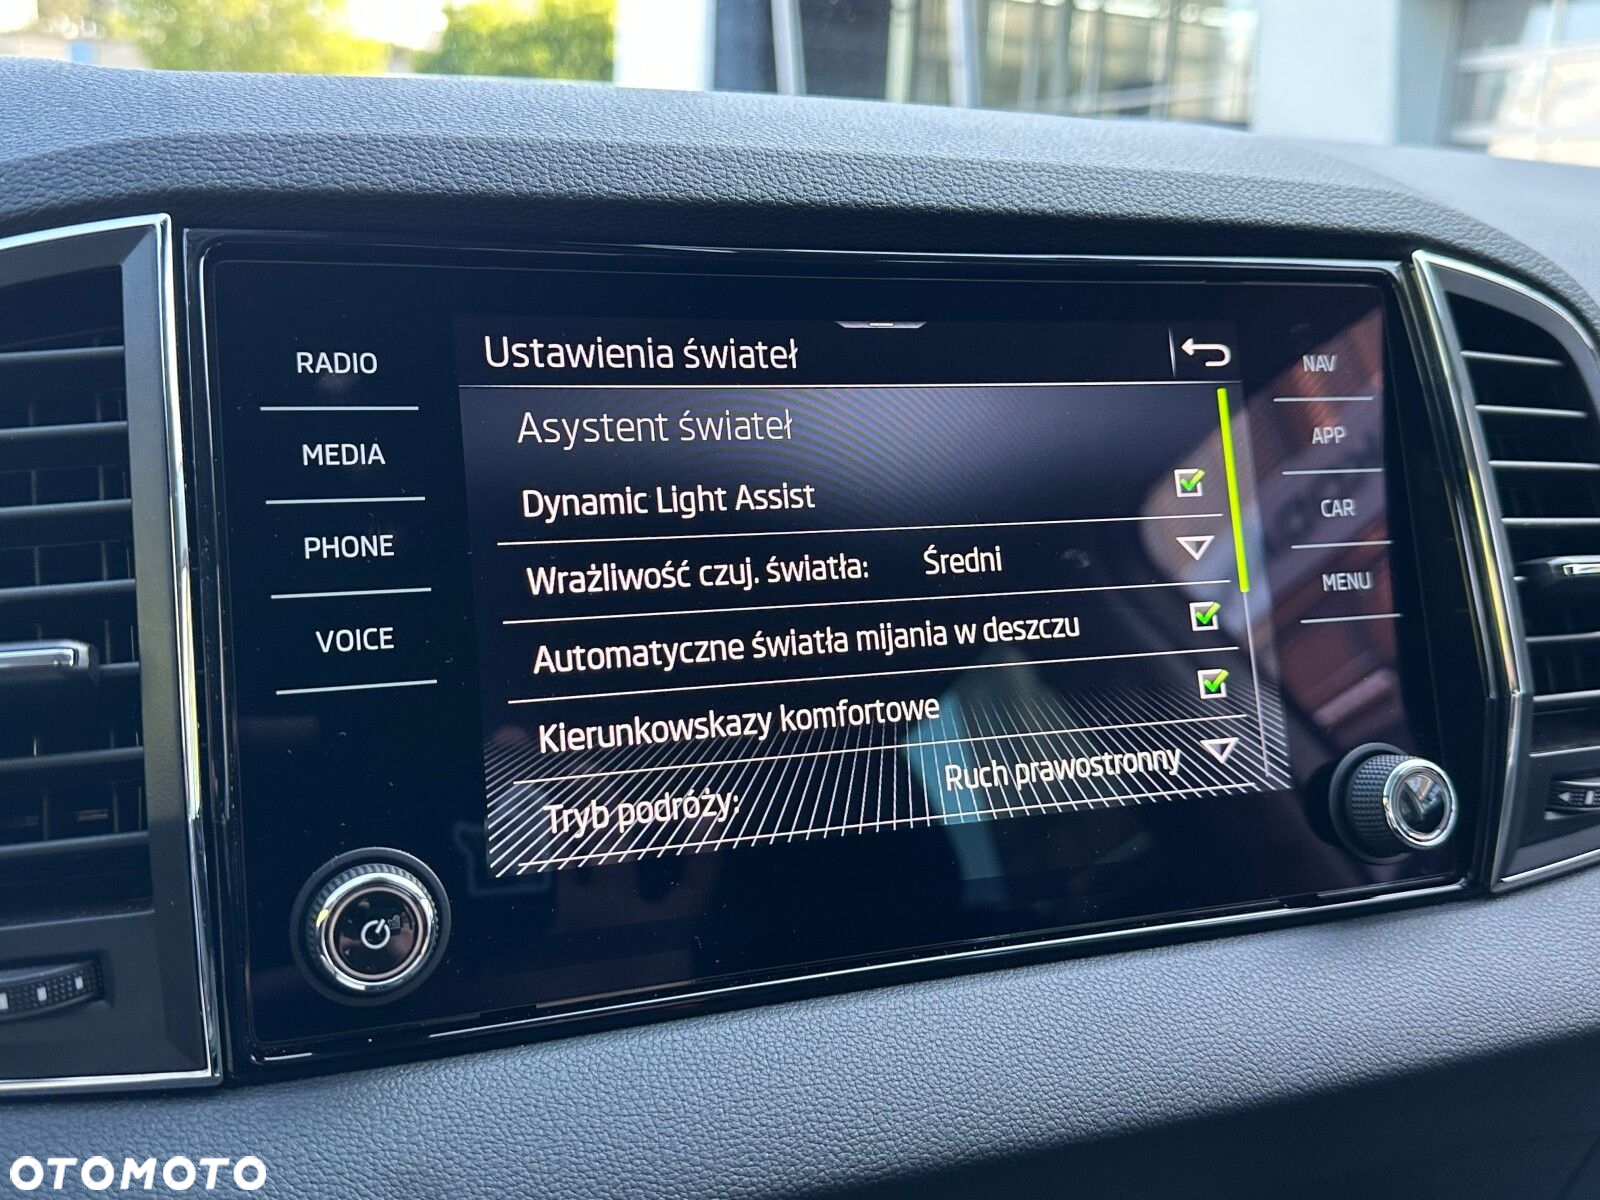 Ustawienia świateł
Asystent świateł
Dynamic Light Assist
Wrażliwość czuj. światła: Średni
Automatyczne światła mijania w deszczu
Kierunkowskazy komfortowe
Tryb podróży: Ruch prawostronny
RADIO
MEDIA
PHONE
VOICE
NAV
APP
CAR
MENU
OTOMOTO